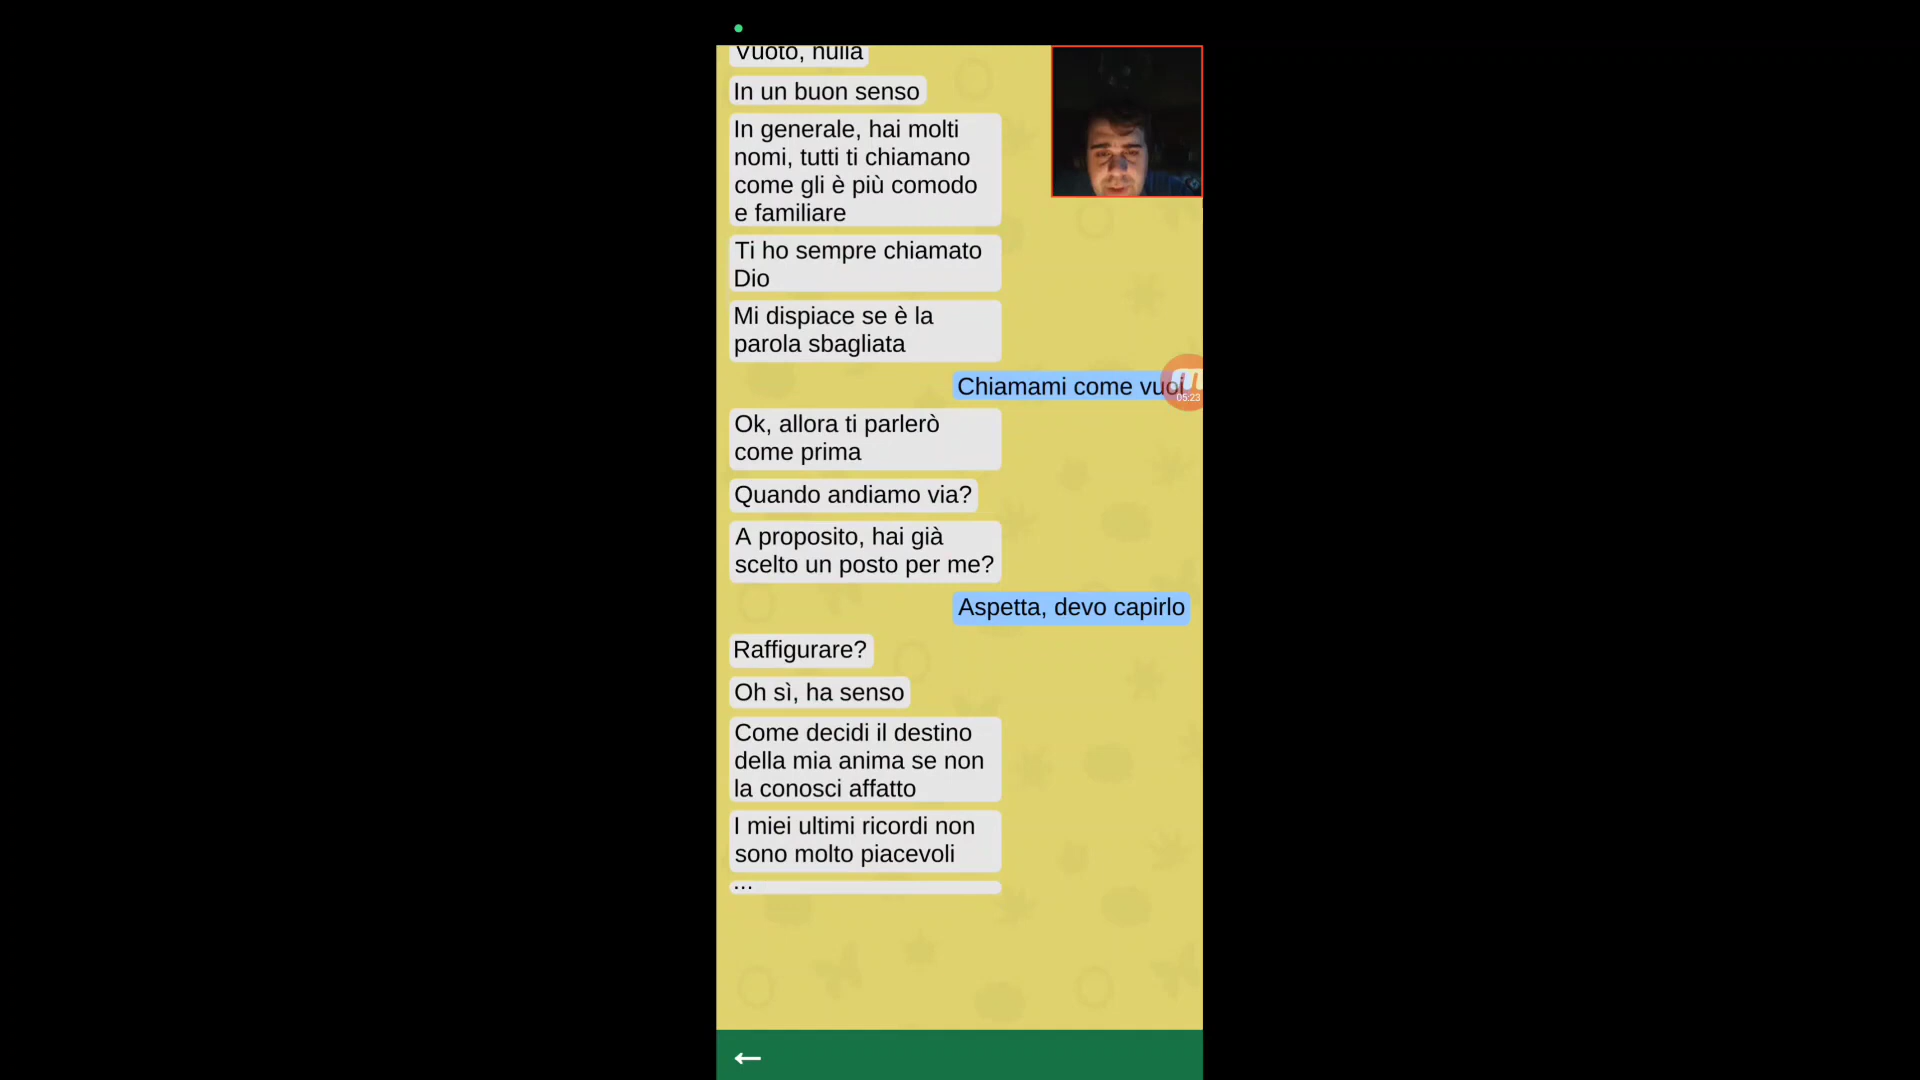 Vuoto, nulla
In un buon senso
In generale, hai molti
nomi, tutti ti chiamano
come gli è più comodo
e familiare
Ti ho sempre chiamato
Dio
Mi dispiace se è la
parola sbagliata
Chiamami come vuoi
05:23
Ok, allora ti parlerò
come prima
Quando andiamo via?
A proposito, hai già
scelto un posto per me?
Aspetta, devo capirlo
Raffigurare?
Oh sì, ha senso
Come decidi il destino
della mia anima se non
la conosci affatto
I miei ultimi ricordi non
sono molto piacevoli
...